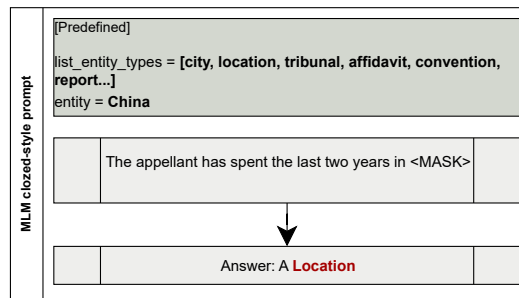 MLM clozed-style prompt
[Predefined]
list_entity_types = [city, location, tribunal, affidavit, convention,
report...]
entity = China
The appellant has spent the last two years in <MASK>
Answer: A Location